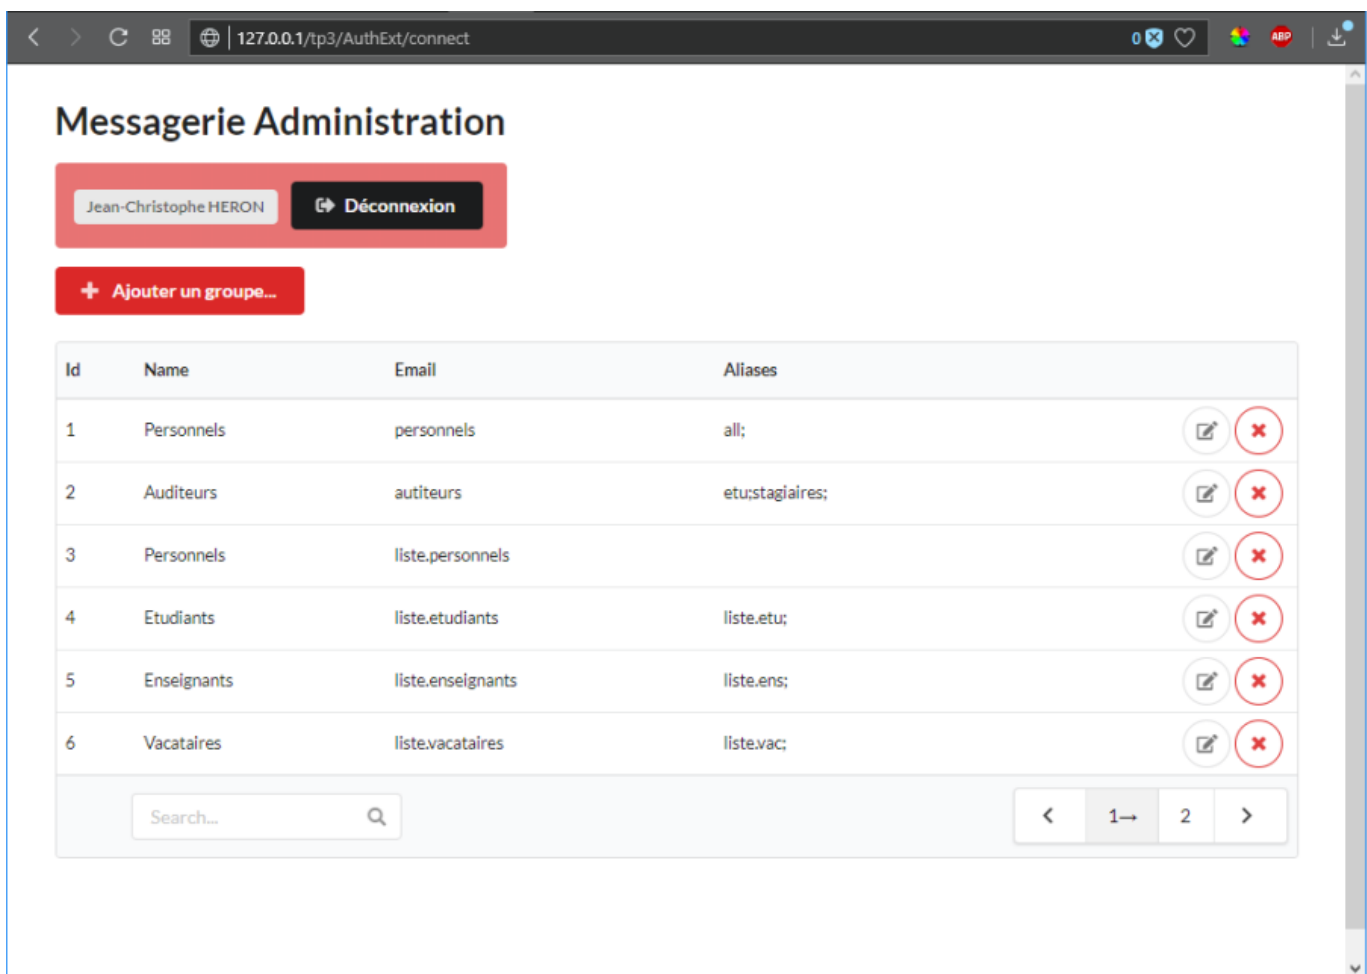 127.0.0.1/tp3/AuthExt/connect 0 ABP
Messagerie Administration
Jean-Christophe HERON Déconnexion
Ajouter un groupe...
Id Name Email Aliases
1 Personnels personnels all;
2 Auditeurs autiteurs etu;stagiaires;
3 Personnels liste.personnels
4 Etudiants liste.etudiants liste.etu;
5 Enseignants liste.enseignants liste.ens;
6 Vacataires liste.vacataires liste.vac;
Search... 1→ 2